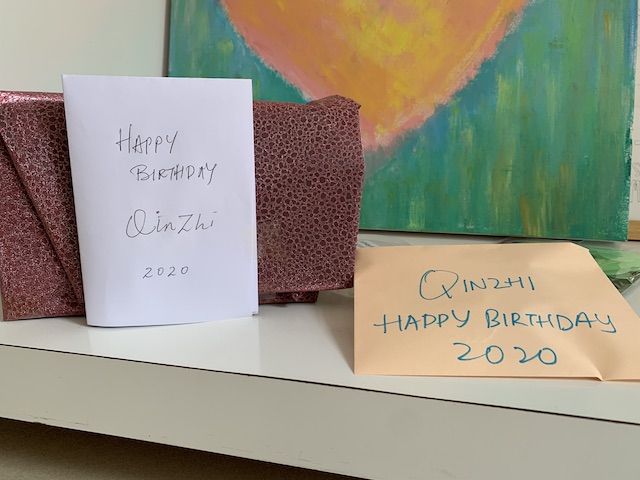 HAPPY
BIRTHDAY
QinZhi
2020
QINZHI
HAPPY BIRTHDAY
2020